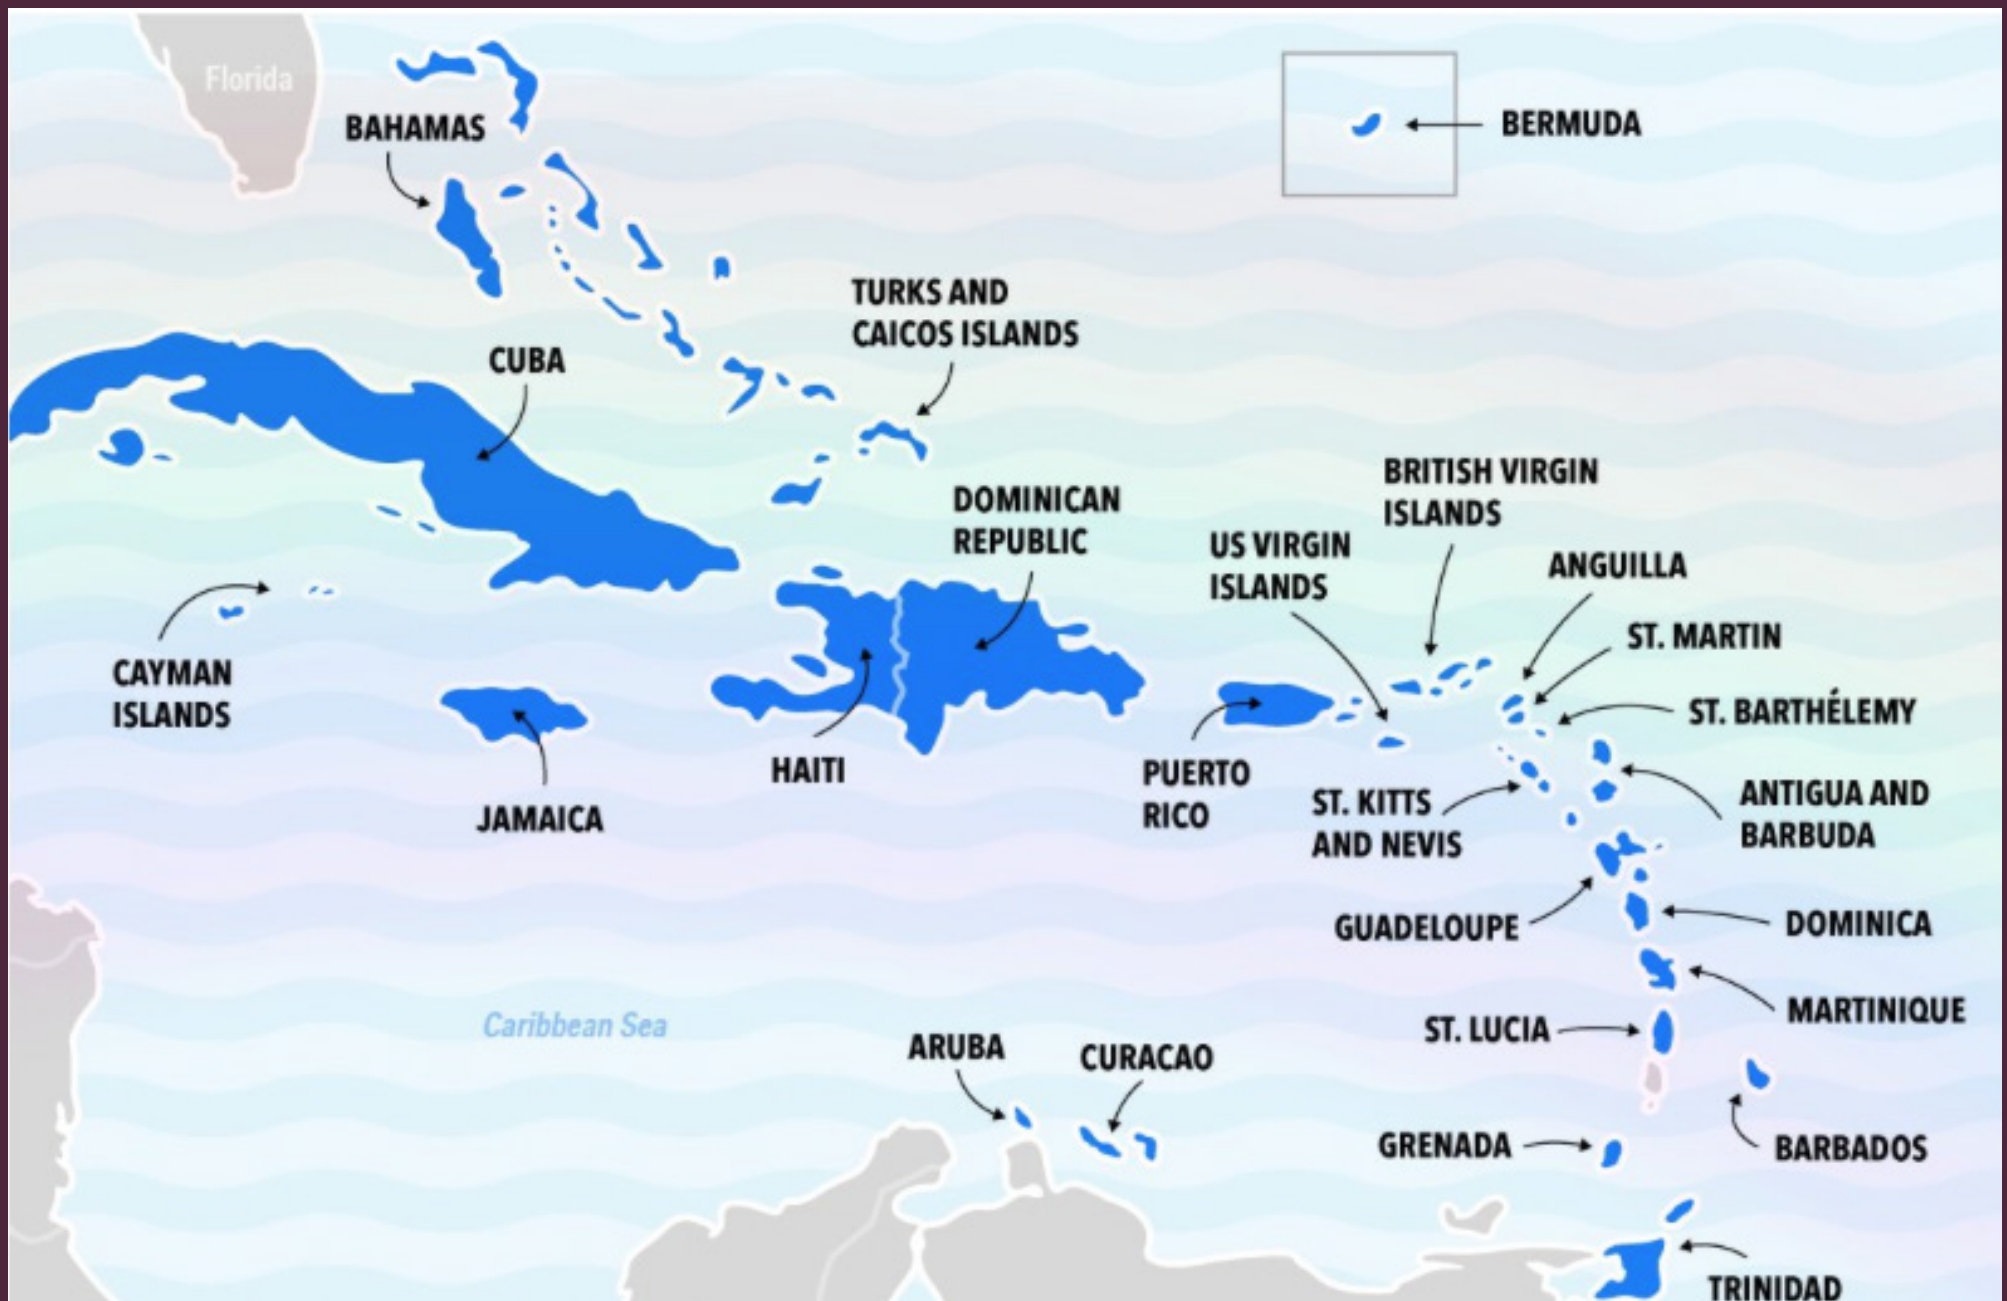 Florida
BAHAMAS
BERMUDA
TURKS AND
CAICOS ISLANDS
CUBA
BRITISH VIRGIN
ISLANDS
DOMINICAN
REPUBLIC
US VIRGIN
ISLANDS
ANGUILLA
ST. MARTIN
CAYMAN
ISLANDS
ST. BARTHÉLEMY
HAITI
PUERTO
RICO
JAMAICA
ST. KITTS
AND NEVIS
ANTIGUA AND
BARBUDA
GUADELOUPE
DOMINICA
MARTINIQUE
Caribbean Sea
ST. LUCIA
ARUBA
CURACAO
GRENADA
BARBADOS
TRINIDAD